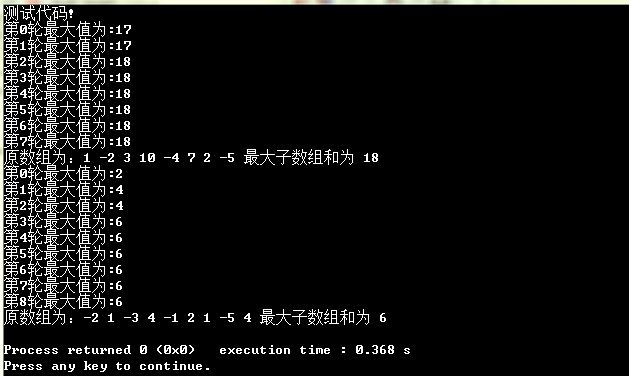 测试代码!
第0轮最大值为:17
第1轮最大值为:17
第2轮最大值为:18
第3轮最大值为:18
第4轮最大值为:18
第5轮最大值为:18
第6轮最大值为:18
第7轮最大值为:18
原数组为: 1 -2 3 10 -4 7 2 -5 最大子数组和为 18
第0轮最大值为:2
第1轮最大值为:4
第2轮最大值为:4
第3轮最大值为:6
第4轮最大值为:6
第5轮最大值为:6
第6轮最大值为:6
第7轮最大值为:6
第8轮最大值为:6
原数组为: -2 1 -3 4 -1 2 1 -5 4 最大子数组和为 6
Process returned 0 (0x0)   execution time : 0.368 s
Press any key to continue.